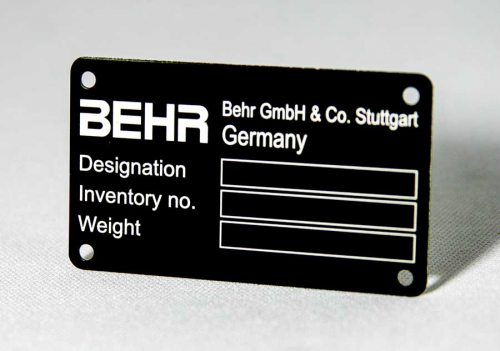 BEHR
Behr GmbH & Co. Stuttgart
Germany
Designation
Inventory no.
Weight